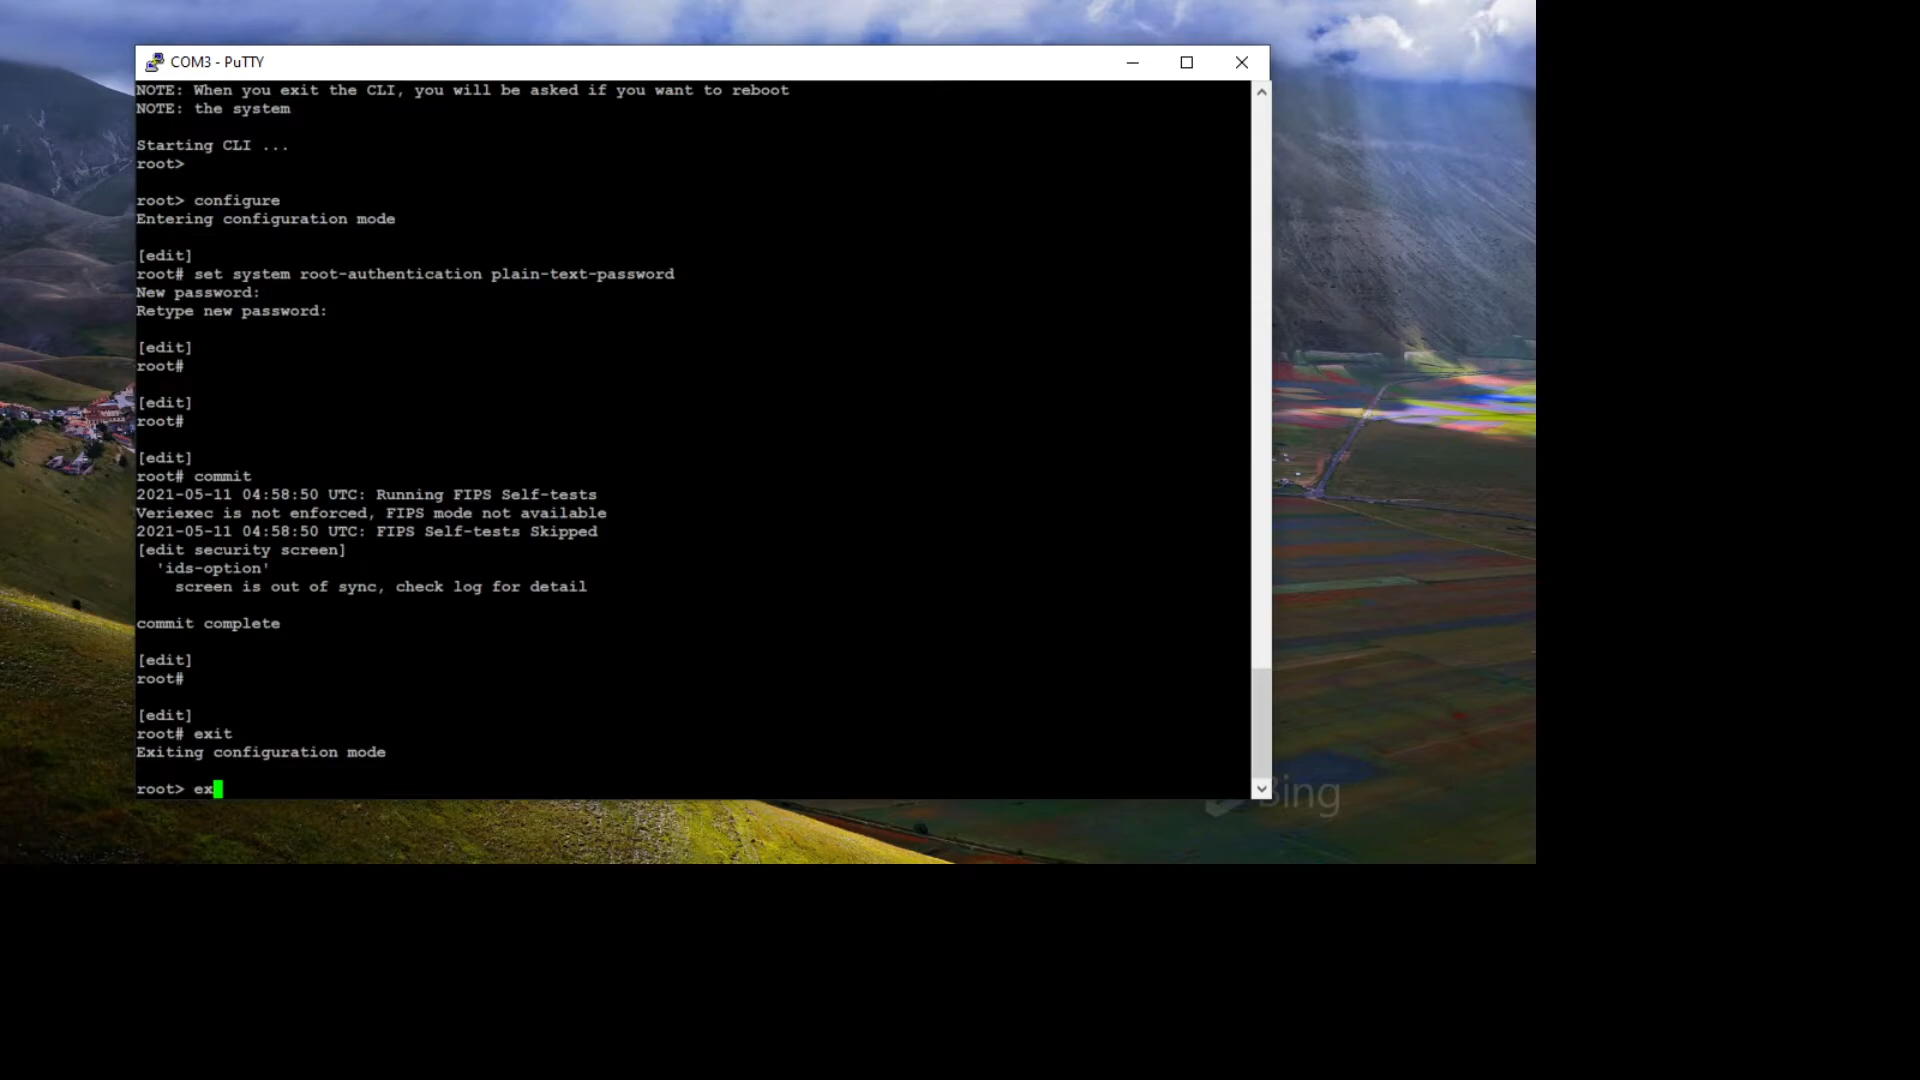 COM3 - PuTTY
NOTE: When you exit the CLI, you will be asked if you want to reboot
NOTE: the system
Starting CLI ...
root>
root> configure
Entering configuration mode
[edit]
root# set system root-authentication plain-text-password
New password:
Retype new password:
[edit]
root#
[edit]
root#
[edit]
root# commit
2021-05-11 04:58:50 UTC: Running FIPS Self-tests
Veriexec is not enforced, FIPS mode not available
2021-05-11 04:58:50 UTC: FIPS Self-tests Skipped
[edit security screen]
'ids-option'
screen is out of sync, check log for detail
commit complete
[edit]
root#
[edit]
root# exit
Exiting configuration mode
root> ex
Bing